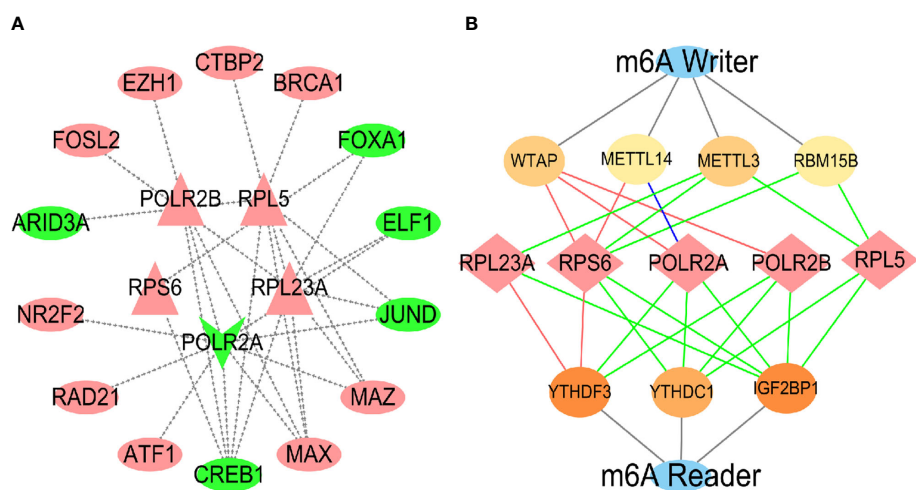 A
B
CTBP2
EZH1
BRCA1
FOSL2
FOXA1
POLR2B
RPL5
ARID3A
ELF1
RPS6
RPL23A
NR2F2
JUND
POLR2A
RAD21
MAZ
ATF1
MAX
CREB1
m6A Writer
WTAP
METTL14
METTL3
RBM15B
RPL23A
RPS6
POLR2A
POLR2B
RPL5
YTHDF3
YTHDC1
IGF2BP1
m6A Reader